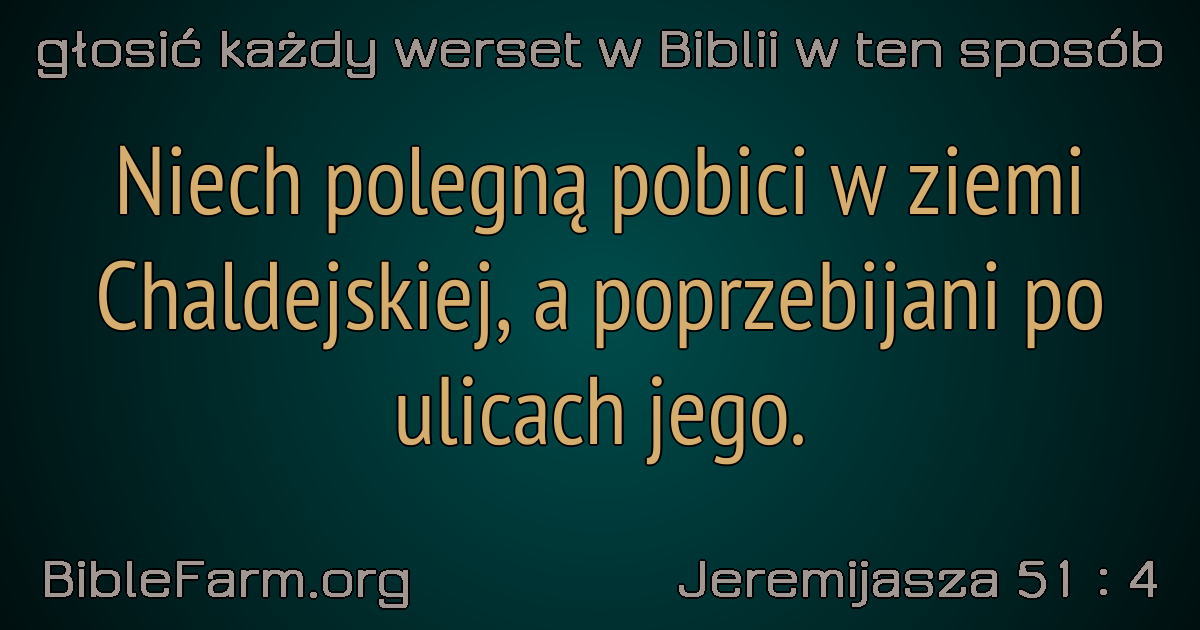 głosić każdy werset w Biblii w ten sposób
Niech polegną pobici w ziemi
Chaldejskiej, a poprzebijani po
ulicach jego.
BibleFarm.org
Jeremijasza 51 : 4